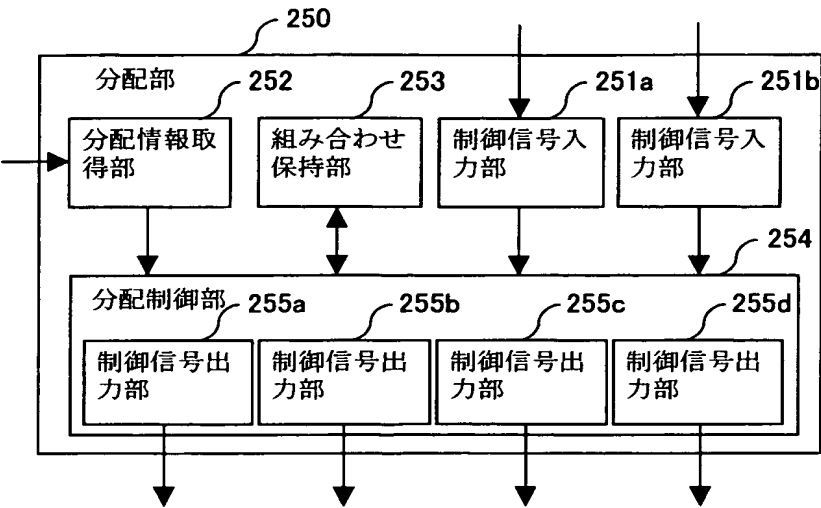 250
分配部
252
253
251a
251b
分配情報取
得部
組み合わせ
保持部
制御信号入
力部
制御信号入
力部
254
分配制御部
255a
255b
255c
255d
制御信号出
力部
制御信号出
力部
制御信号出
力部
制御信号出
力部